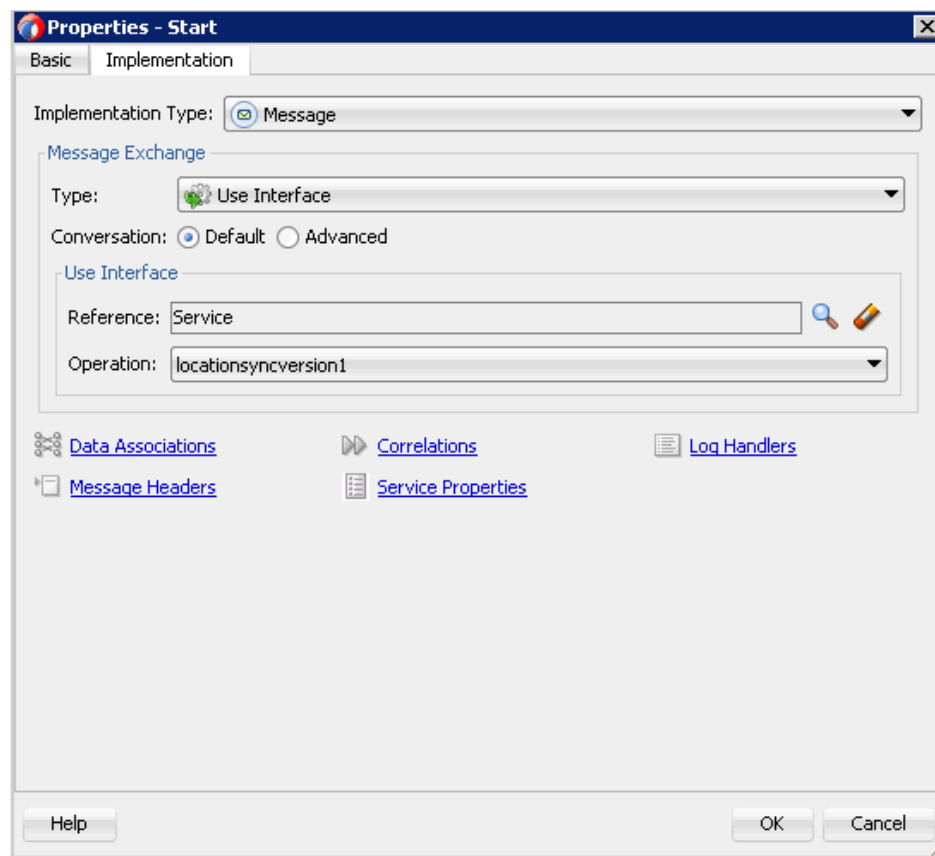 Properties - Start
Basic Implementation
Implementation Type: Message
Message Exchange
Type: Use Interface
Conversation: Default Advanced
Use Interface
Reference: Service
Operation: locationsyncversion1
Data Associations Correlations Log Handlers
Message Headers Service Properties
Help OK Cancel